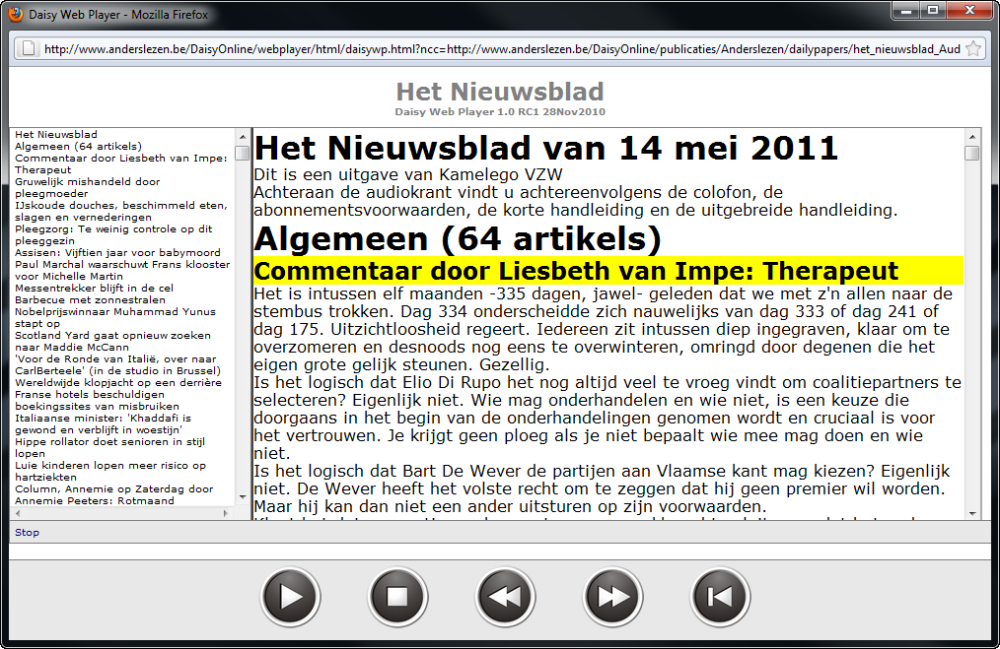 Daisy Web Player - Mozilla Firefox
http://www.anderslezen.be/DaisyOnline/webplayer/html/daisywp.html?ncc=http://www.anderslezen.be/DaisyOnline/publicaties/Anderslezen/dailypapers/het_nieuwsblad_Aud
Het Nieuwsblad
Daisy Web Player 1.0 RC1 28Nov2010
Het Nieuwsblad
Algemeen (64 artikels)
Commentaar door Liesbeth van Impe:
Therapeut
Gruwelijk mishandeld door
pleegmoeder
IJskoude douches, beschimmeld eten,
slagen en vernederingen
Pleegzorg: Te weinig controle op dit
pleeggezin
Assisen: Vijftien jaar voor babymoord
Paul Marchal waarschuwt Frans klooster
voor Michelle Martin
Messentrekker blijft in de cel
Barbecue met zonnestralen
Nobelprijswinnaar Muhammad Yunus
stapt op
Scotland Yard gaat opnieuw zoeken
naar Maddie McCann
'Voor de Ronde van Italië, over naar
CarlBerteele' (in de studio in Brussel)
Wereldwijde klopjacht op een derrière
Franse hotels beschuldigen
boekingssites van misbruiken
Italiaanse minister: 'Khaddafi is
gewond en verblijft in woestijn'
Hippe rollator doet senioren in stijl
lopen
Luie kinderen lopen meer risico op
hartziekten
Column, Annemie op Zaterdag door
Annemie Peeters: Rotmaand
Het Nieuwsblad van 14 mei 2011
Dit is een uitgave van Kamelego VZW
Achteraan de audiokrant vindt u achtereenvolgens de colofon, de
abonnementsvoorwaarden, de korte handleiding en de uitgebreide handleiding.
Algemeen (64 artikels)
Commentaar door Liesbeth van Impe: Therapeut
Het is intussen elf maanden -335 dagen, jawel- geleden dat we met z'n allen naar de
stembus trokken. Dag 334 onderscheidde zich nauwelijks van dag 333 of dag 241 of
dag 175. Uitzichtloosheid regeert. Iedereen zit intussen diep ingegraven, klaar om te
overzomeren en desnoods nog eens te overwinteren, omringd door degenen die het
eigen grote gelijk steunen. Gezellig.
Is het logisch dat Elio Di Rupo het nog altijd veel te vroeg vindt om coalitiepartners te
selecteren? Eigenlijk niet. Wie mag onderhandelen en wie niet, is een keuze die
doorgaans in het begin van de onderhandelingen genomen wordt en cruciaal is voor
het vertrouwen. Je krijgt geen ploeg als je niet bepaalt wie mee mag doen en wie
niet.
Is het logisch dat Bart De Wever de partijen aan Vlaamse kant mag kiezen? Eigenlijk
niet. De Wever heeft het volste recht om te zeggen dat hij geen premier wil worden.
Maar hij kan dan niet een ander uitsturen op zijn voorwaarden.
Stop